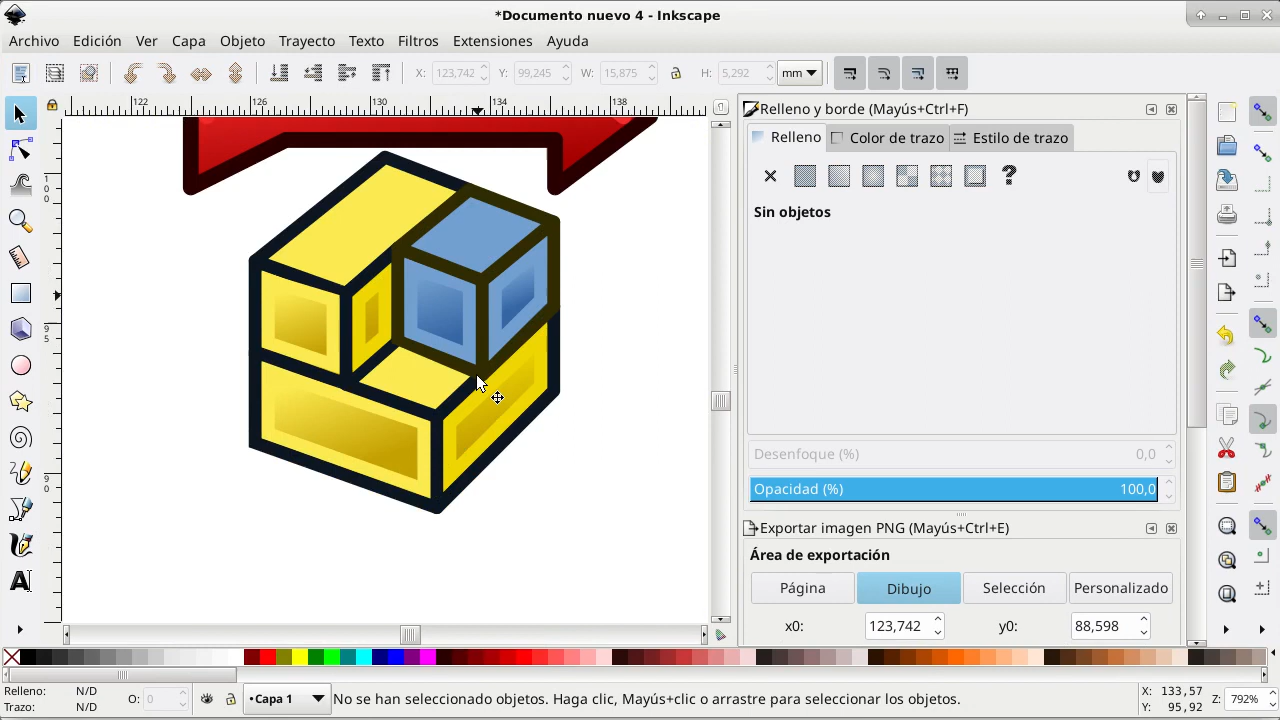 *Documento nuevo 4 - Inkscape
Archivo Edición Ver Capa Objeto Trayecto Texto Filtros Extensiones Ayuda
X: 123,742 Y: 99,245 W: 15,875 H: 5,292 mm
122 126 130 134 138
Relleno y borde (Mayús+Ctrl+F)
Relleno Color de trazo Estilo de trazo
Sin objetos
100
95
90
Desenfoque (%) 0,0
Opacidad (%) 100,0
Exportar imagen PNG (Mayús+Ctrl+E)
Área de exportación
Página Dibujo Selección Personalizado
x0: 123,742 y0: 88,598
Relleno: N/D
Trazo: N/D
O: 0
•Capa 1
No se han seleccionado objetos. Haga clic, Mayús+clic o arrastre para seleccionar los objetos.
X: 133,57
Y: 95,92
Z: 792%